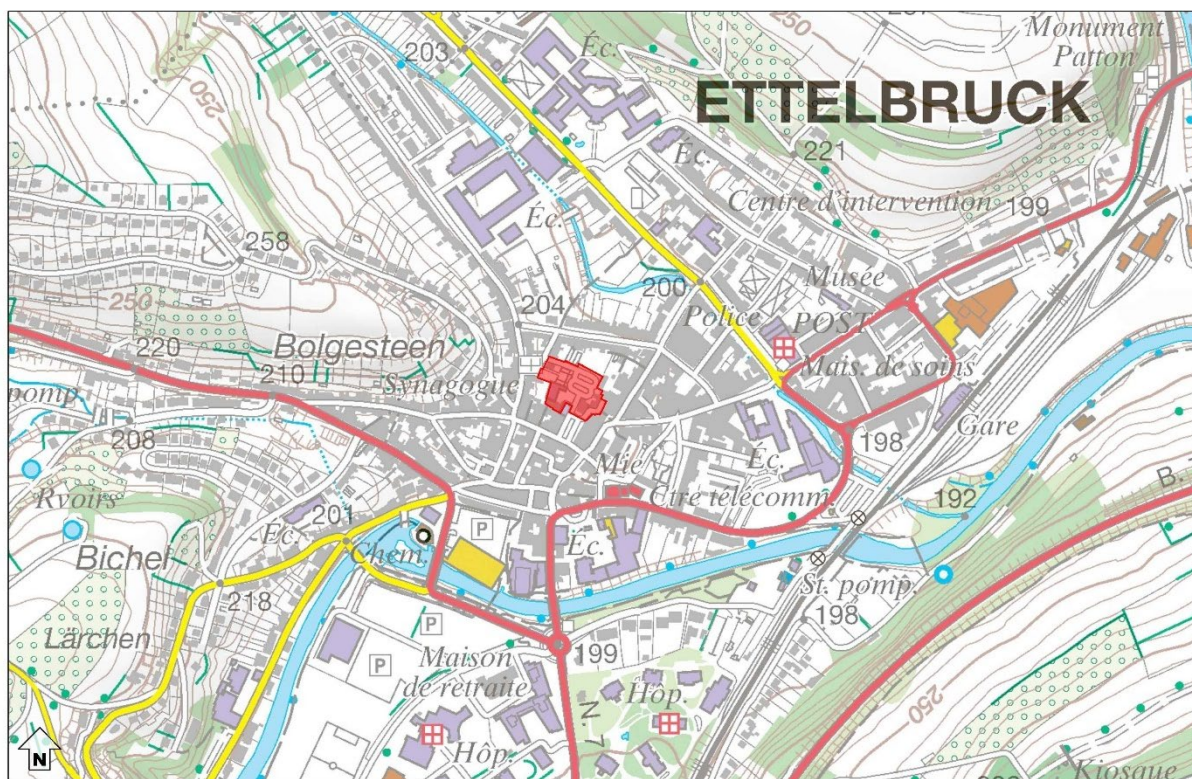 Monument
Patton
203
Éc.
ETTELBRUCK
250
Éc.
221
Centre d'intervention
199
258
Éc.
Musée
250
200
204
Police
POST
220
Bolgesteen
Mais. de soins
210
Synagogue
pomp
198
Gare
208
Éc.
Mie
Ctre télécomm.
192
B.
Rvoirs
201
P
Éc.
Chem.
Éc.
Bichel
St. pomp.
218
198
P
Lärchen
199
Maison
de retraite
P
Hôp.
250
N. 7
Hôp.
N
Kiosque